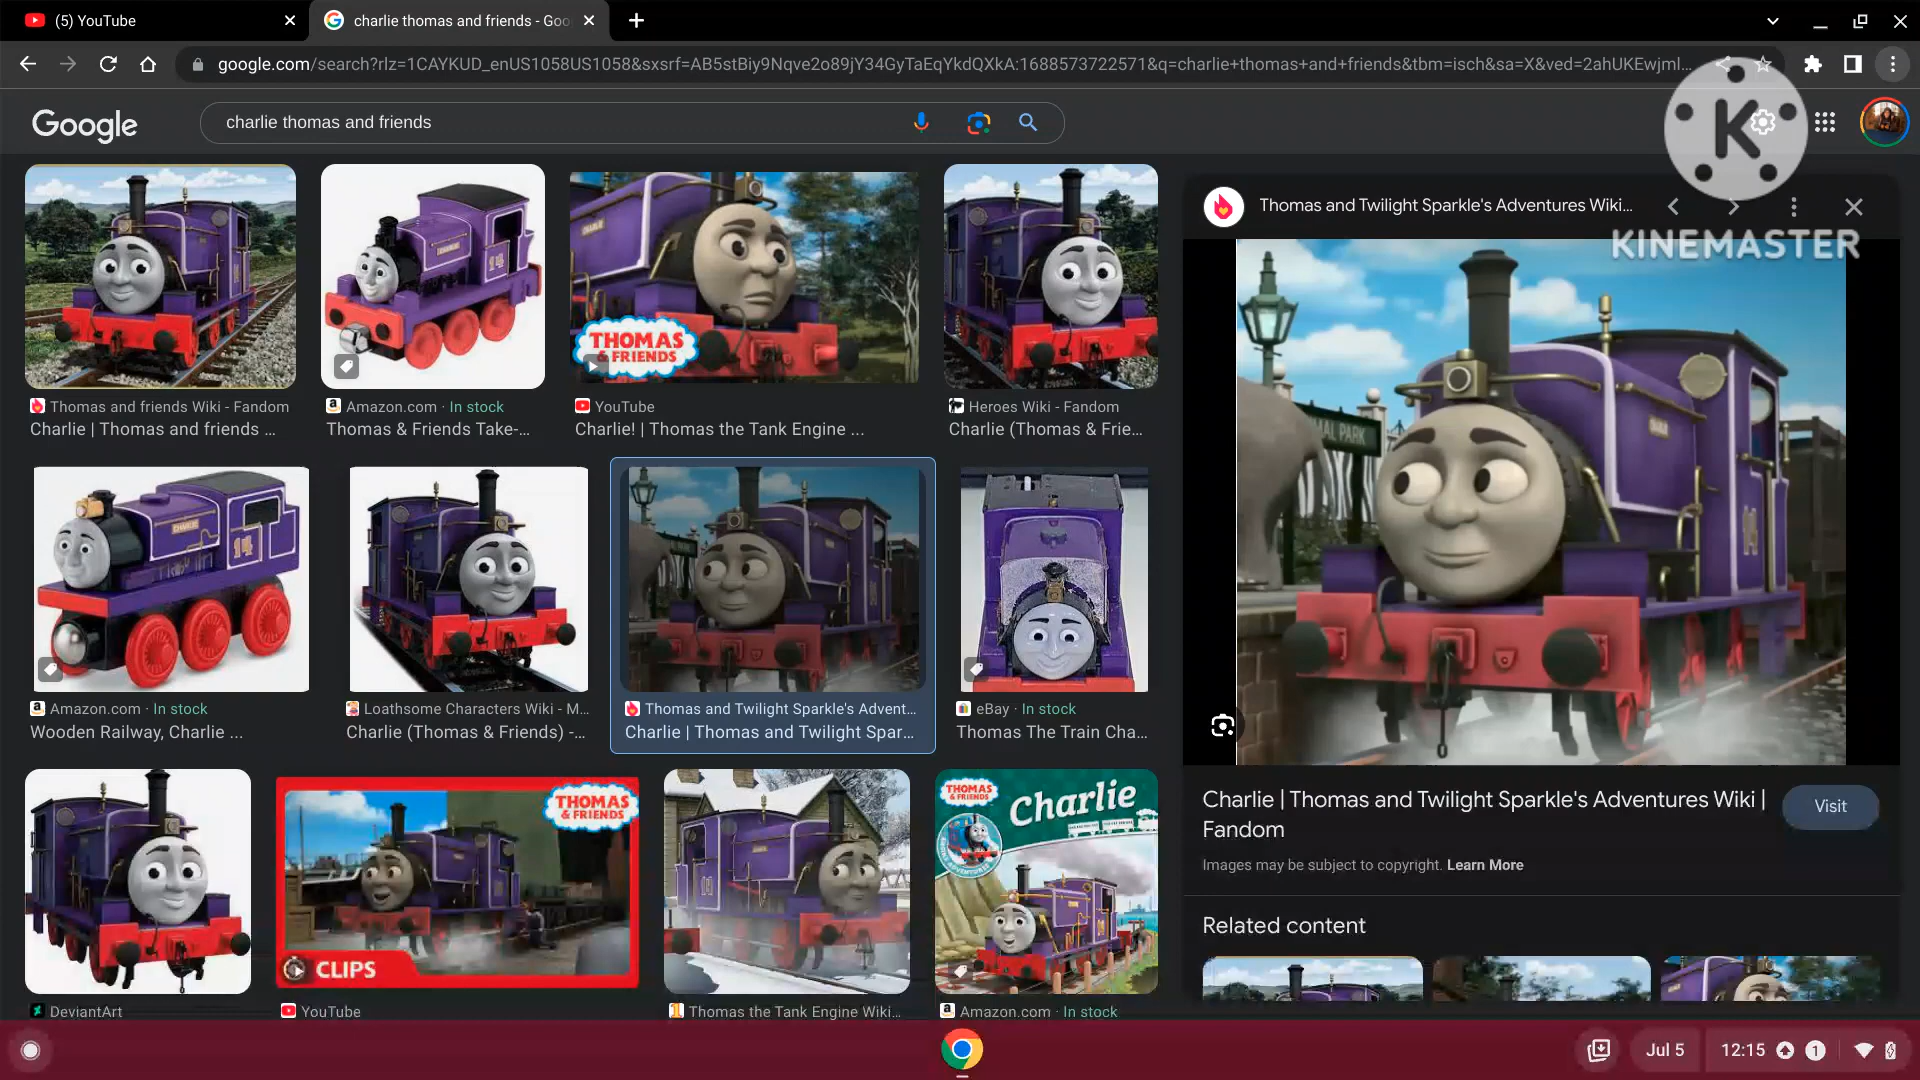 (5) YouTube
charlie thomas and friends - Goo
google.com/search?rlz=1CAYKUD_enUS1058US1058&sxsrf=AB5stBiy9Nqve2o89jY34GyTaEqYkdQXkA:1688573722571&q=charlie+thomas+and+friends&tbm=isch&sa=X&ved=2ahUKEwjml...
Google
charlie thomas and friends
K
KINEMASTER
Thomas and Twilight Sparkle's Adventures Wiki...
THOMAS
& FRIENDS
Thomas and friends Wiki - Fandom
Charlie | Thomas and friends ...
Amazon.com · In stock
Thomas & Friends Take-...
YouTube
Charlie! | Thomas the Tank Engine ...
Heroes Wiki - Fandom
Charlie (Thomas & Frie...
MAL PARK
CHARLIE
14
Amazon.com · In stock
Wooden Railway, Charlie ...
Loathsome Characters Wiki - M...
Charlie (Thomas & Friends) -...
Thomas and Twilight Sparkle's Advent...
Charlie | Thomas and Twilight Spar...
eBay · In stock
Thomas The Train Cha...
Charlie | Thomas and Twilight Sparkle's Adventures Wiki |
Fandom
Visit
Images may be subject to copyright. Learn More
Related content
THOMAS
& FRIENDS
CLIPS
THOMAS
& FRIENDS
Charlie
DeviantArt
YouTube
Thomas the Tank Engine Wiki...
Amazon.com · In stock
Jul 5
12:15
1